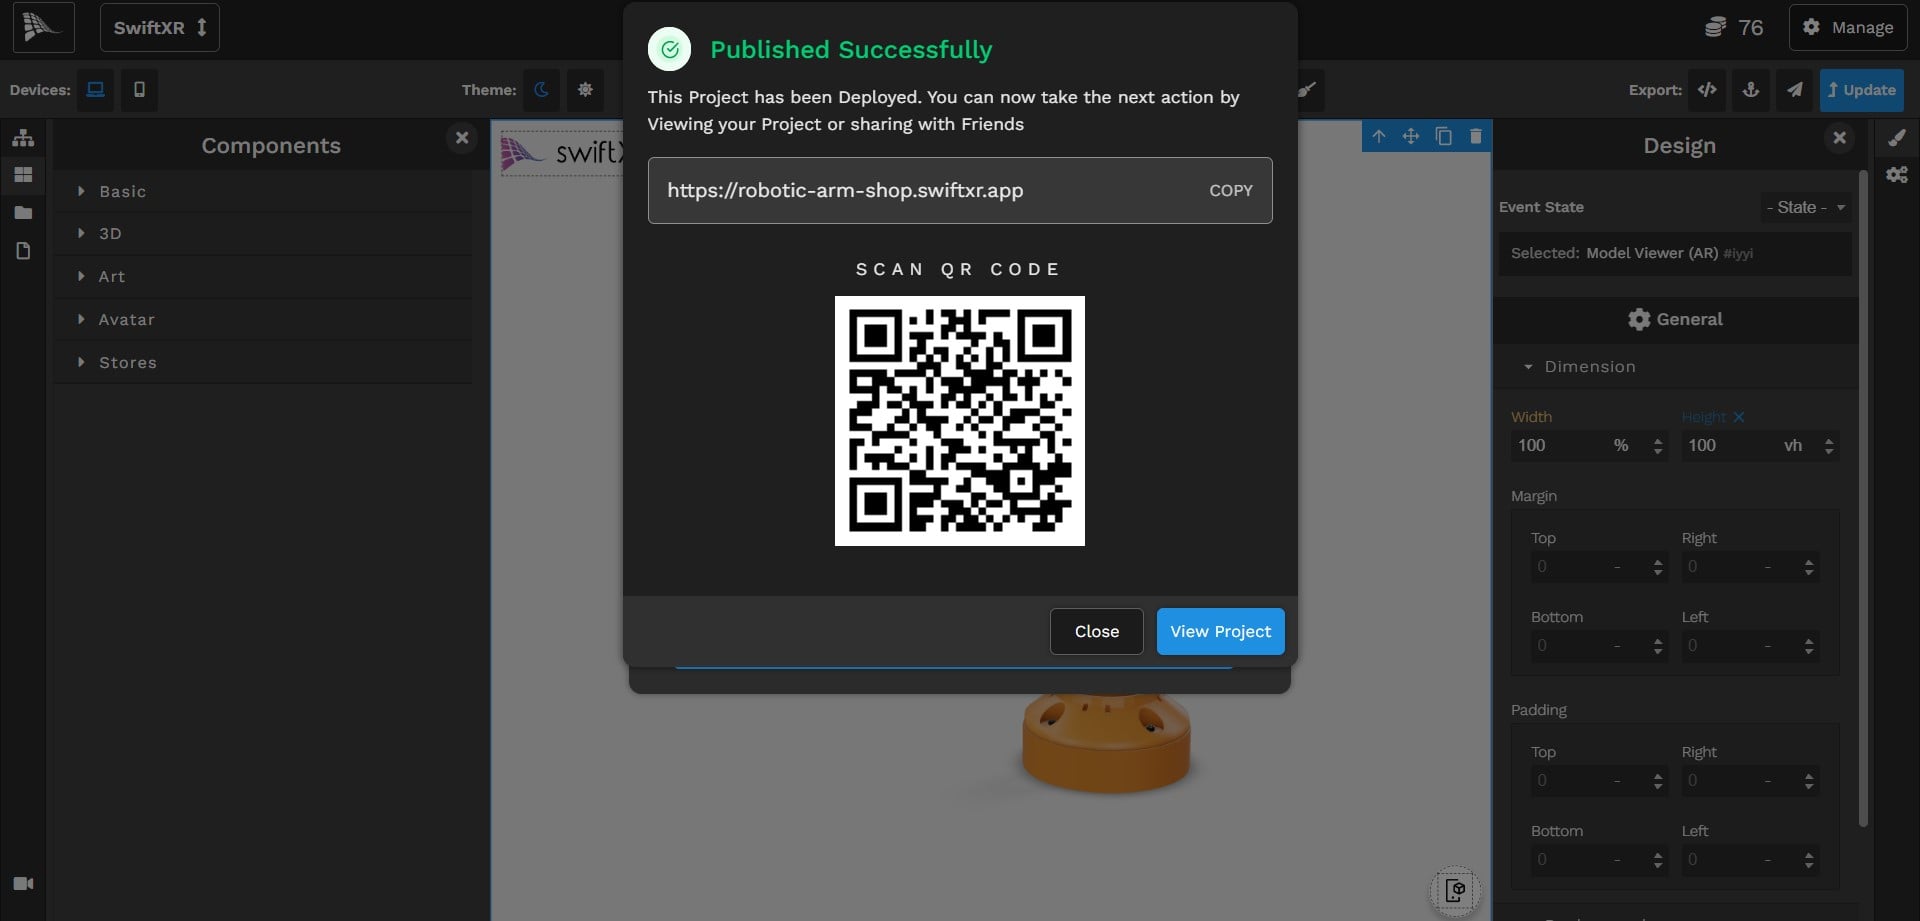 SwiftXR
76
Manage
Devices:
Theme:
Export:
Update
Published Successfully
This Project has been Deployed. You can now take the next action by
Viewing your Project or sharing with Friends
https://robotic-arm-shop.swiftxr.app
COPY
SCAN QR CODE
Close
View Project
Components
Basic
3D
Art
Avatar
Stores
Design
Event State
- State -
Selected: Model Viewer (AR) #iyyi
General
Dimension
Width
Height
100 %
100 vh
Margin
Top
Right
0 -
0 -
Bottom
Left
0 -
0 -
Padding
Top
Right
0 -
0 -
Bottom
Left
0 -
0 -